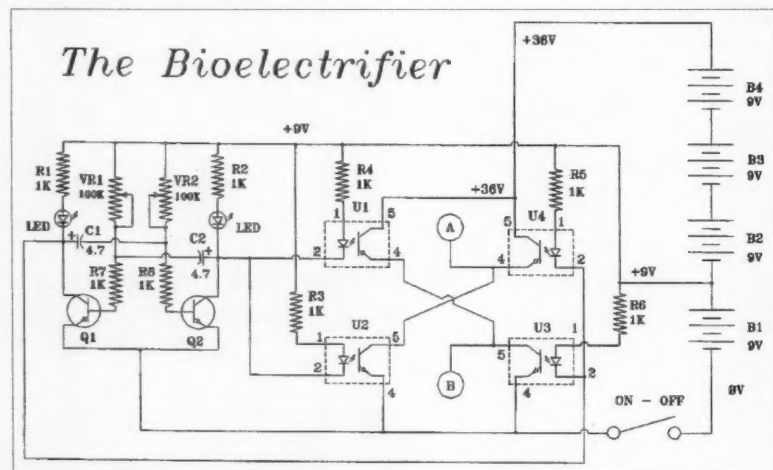 The Bioelectrifier
+36V
+36V
+9V
+9V
B4
9V
B3
9V
B2
9V
B1
9V
0V
R1
1K
VR1
100K
VR2
100K
R2
1K
R4
1K
R5
1K
LED
LED
+
C1
4.7
C2
+
4.7
R7
1K
R8
1K
R3
1K
R6
1K
Q1
Q2
U1
1
2
5
4
U2
1
2
5
4
U4
5
4
1
2
U3
5
4
1
2
A
B
ON - OFF